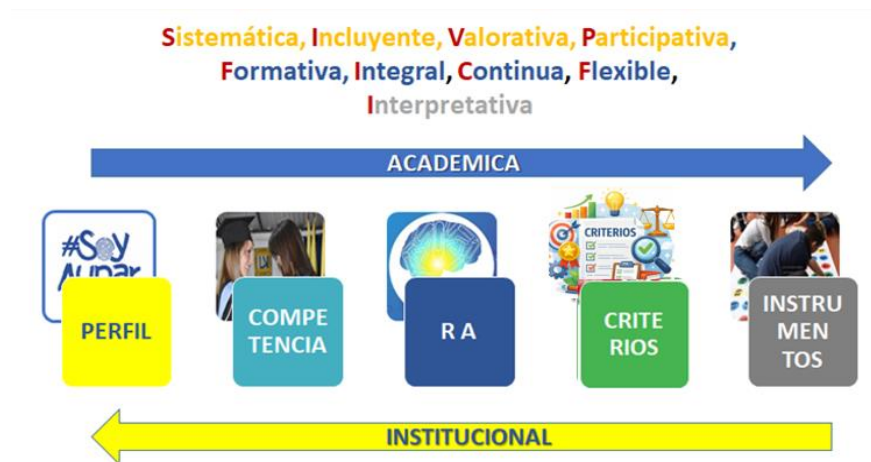 Sistemática, Incluyente, Valorativa, Participativa,
Formativa, Integral, Continua, Flexible,
Interpretativa
ACADEMICA
#Soy
Aunar
CRITERIOS
PERFIL
COMPE
TENCIA
R A
CRITE
RIOS
INSTRU
MEN
TOS
INSTITUCIONAL